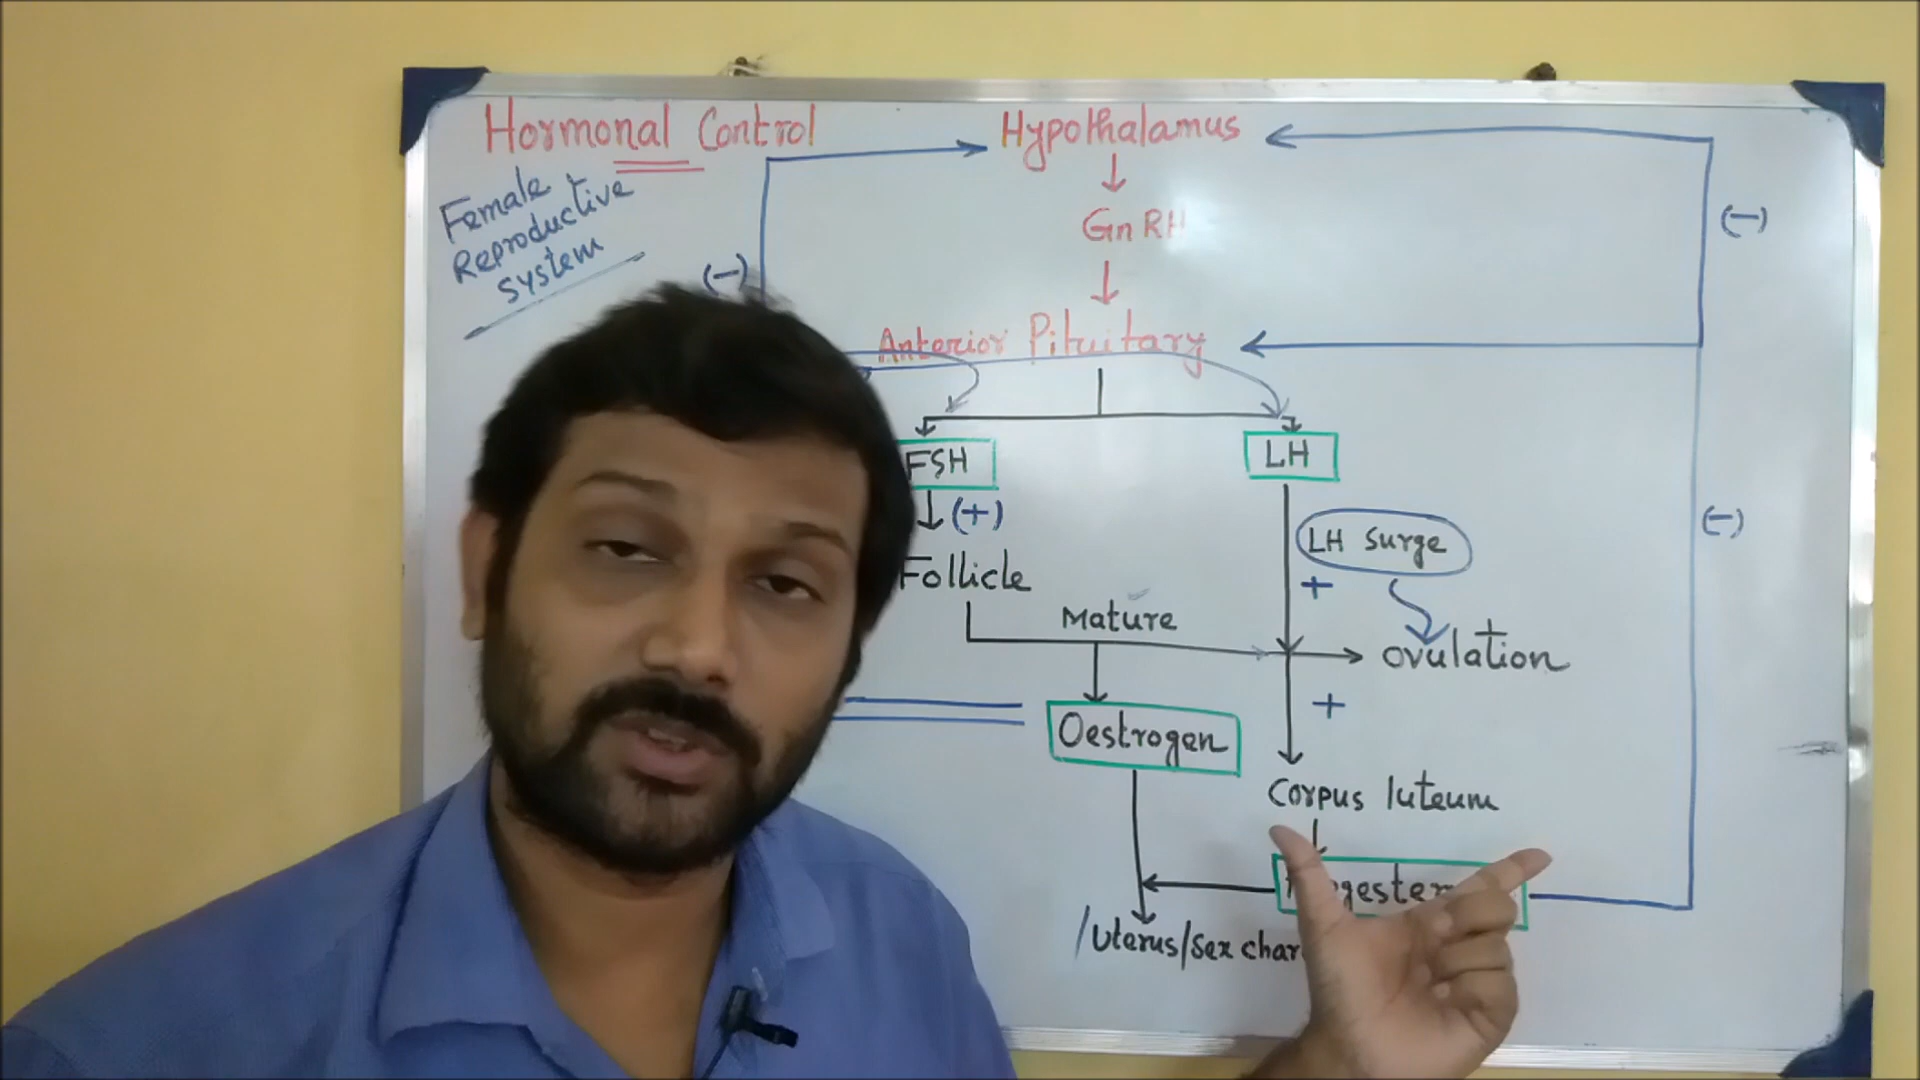 Hormonal Control
Female
Reproductive
system
Hypothalamus
GnRH
(-)
(-)
Anterior Pituitary
FSH
LH
(+)
LH surge
(-)
Follicle
+
Mature
ovulation
+
Oestrogen
Corpus luteum
/Uterus/Sex char